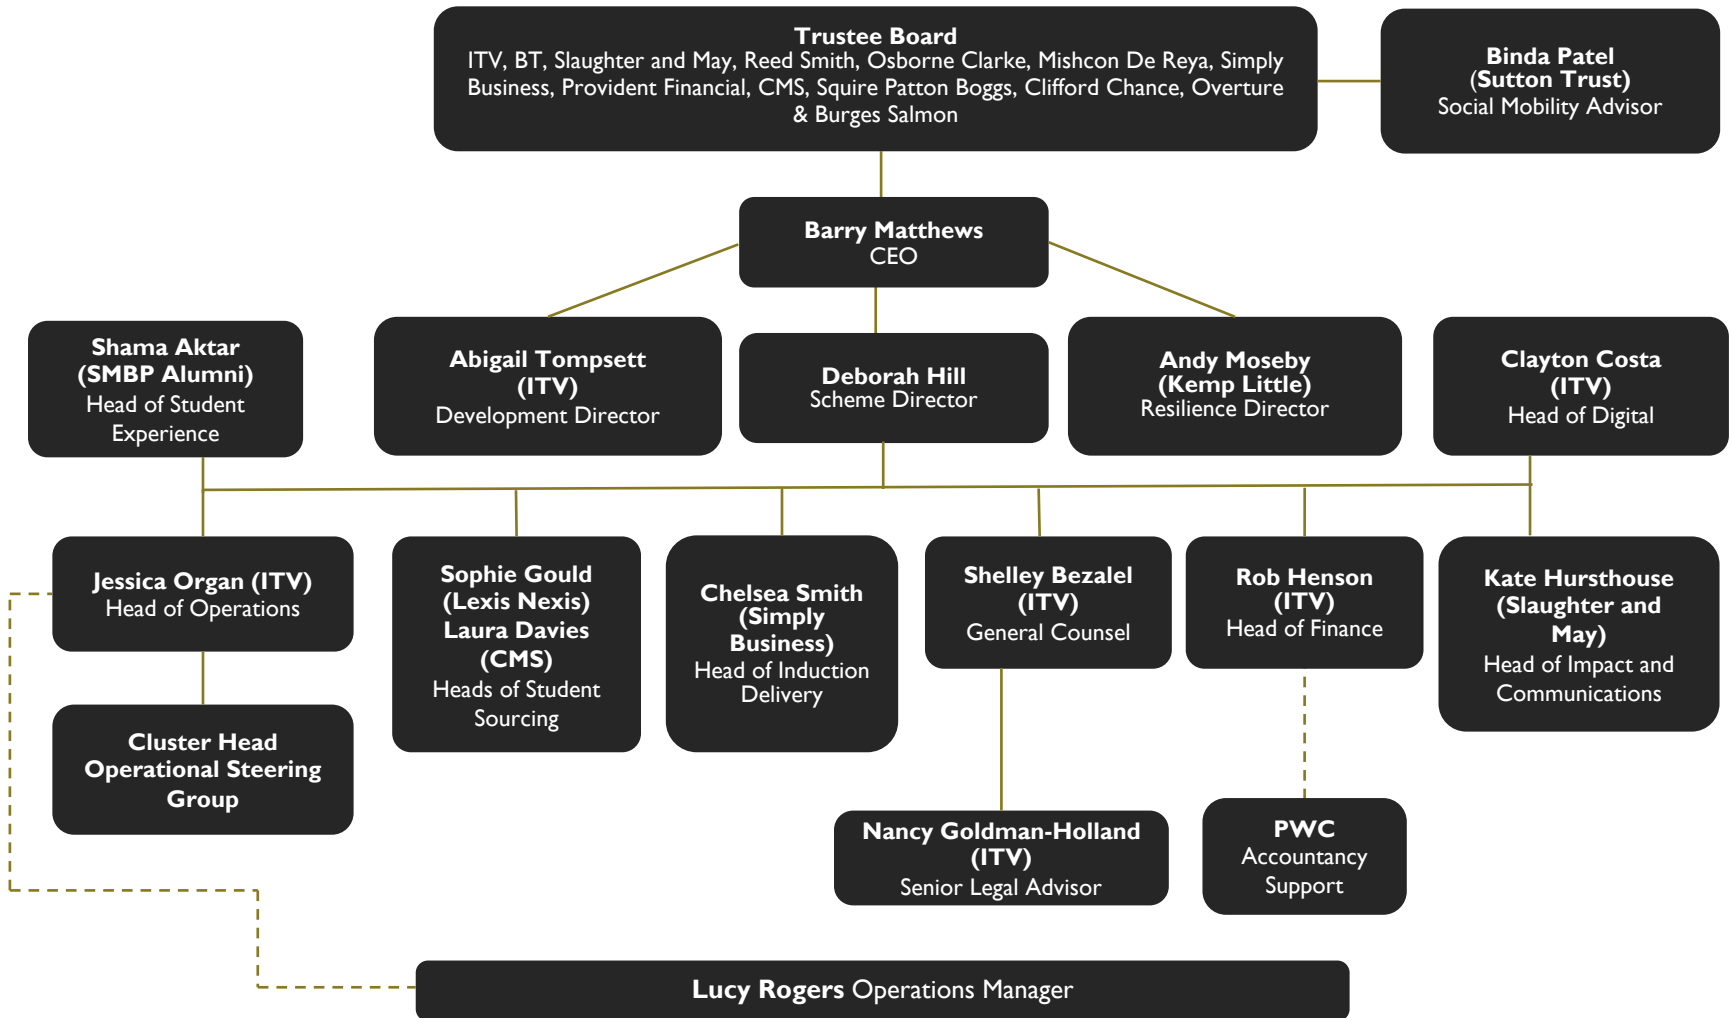 Trustee Board
ITV, BT, Slaughter and May, Reed Smith, Osborne Clarke, Mishcon De Reya, Simply
Business, Provident Financial, CMS, Squire Patton Boggs, Clifford Chance, Overture
& Burges Salmon
Binda Patel
(Sutton Trust)
Social Mobility Advisor
Barry Matthews
CEO
Shama Aktar
(SMBP Alumni)
Head of Student
Experience
Abigail Tompsett
(ITV)
Development Director
Deborah Hill
Scheme Director
Andy Moseby
(Kemp Little)
Resilience Director
Clayton Costa
(ITV)
Head of Digital
Jessica Organ (ITV)
Head of Operations
Sophie Gould
(Lexis Nexis)
Laura Davies
(CMS)
Heads of Student
Sourcing
Chelsea Smith
(Simply
Business)
Head of Induction
Delivery
Shelley Bezalel
(ITV)
General Counsel
Rob Henson
(ITV)
Head of Finance
Kate Hursthouse
(Slaughter and
May)
Head of Impact and
Communications
Cluster Head
Operational Steering
Group
Nancy Goldman-Holland
(ITV)
Senior Legal Advisor
PWC
Accountancy
Support
Lucy Rogers Operations Manager